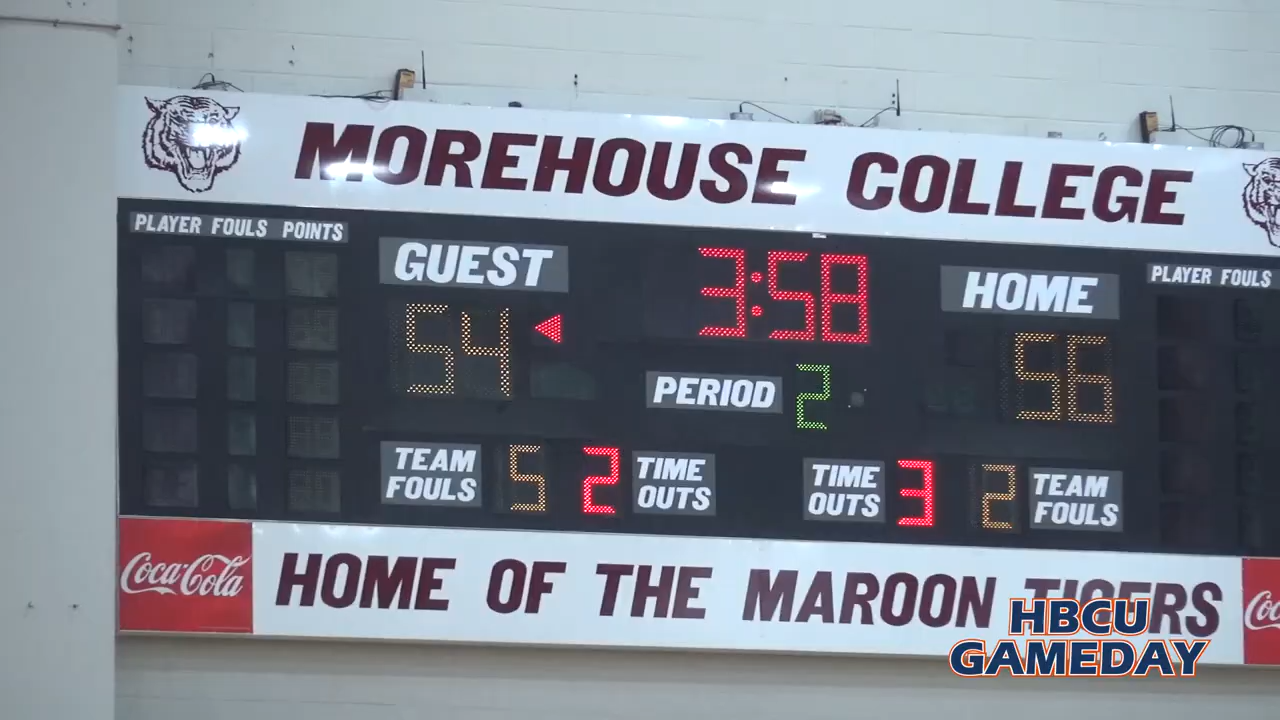 MOREHOUSE COLLEGE
PLAYER FOULS POINTS
GUEST
3:58
HOME
PLAYER FOULS
54
56
PERIOD 2
TEAM FOULS 5
2 TIME OUTS
TIME OUTS 3
2 TEAM FOULS
Coca-Cola
HOME OF THE MAROON TIGERS
Coc
HBCU
GAMEDAY